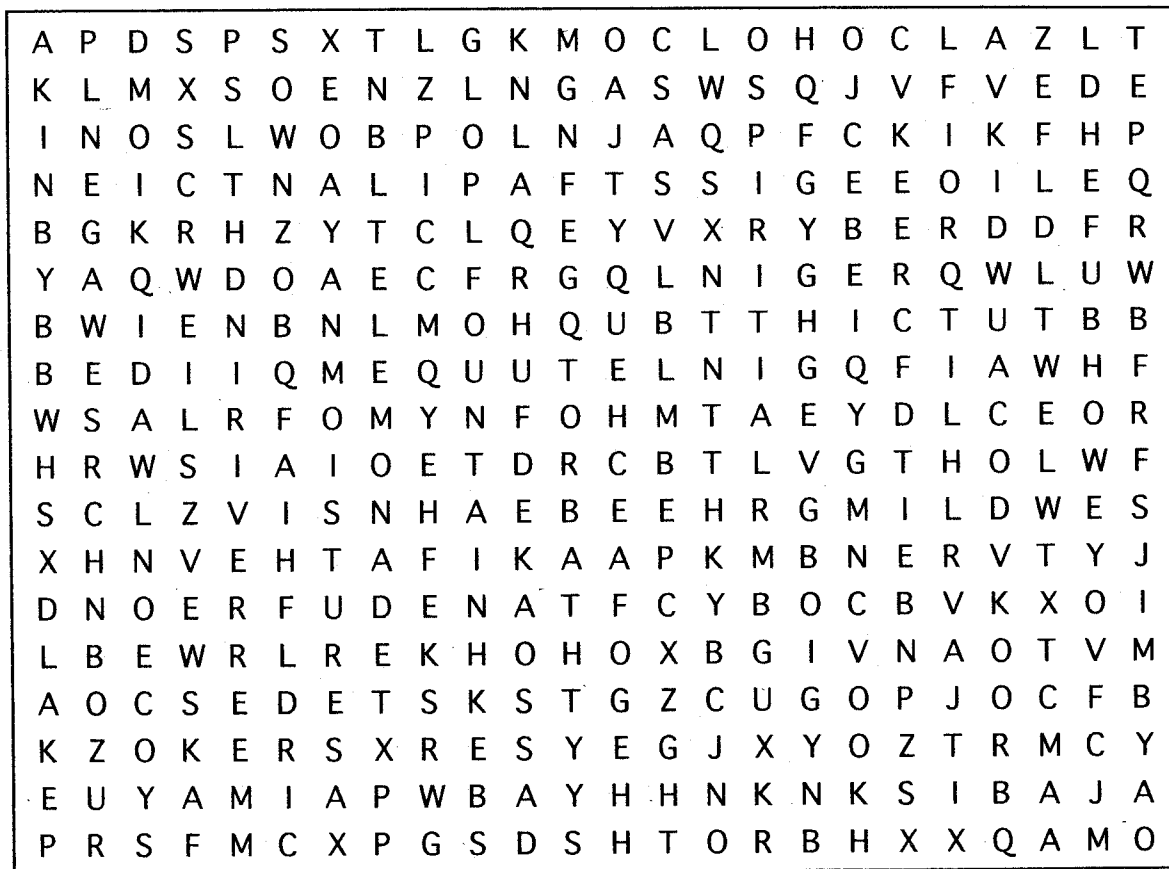 A P D S P S X T L G K M O C L O H O C L A Z L T
K L M X S O E N Z L N G A S W S Q J V F V E D E
I N O S L W O B P O L N J A Q P F C K I K F H P
N E I C T N A L I P A F T S S I G E E O I L E Q
B G K R H Z Y T C L Q E Y V X R Y B E R D D F R
Y A Q W D O A E C F R G Q L N I G E R Q W L U W
B W I E N B N L M O H Q U B T T H I C T U T B B
B E D I I Q M E Q U U T E L N I G Q F I A W H F
W S A L R F O M Y N F O H M T A E Y D L C E O R
H R W S I A I O E T D R C B T L V G T H O L W F
S C L Z V I S N H A E B E E H R G M I L D W E S
X H N V E H T A F I K A A P K M B N E R V T Y J
D N O E R F U D E N A T F C Y B O C B V K X O I
L B E W R L R E K H O H O X B G I V N A O T V M
A O C S E D E T S K S T G Z C U G O P J O C F B
K Z O K E R S X R E S Y E G J X Y O Z T R M C Y
E U Y A M I A P W B A Y H H N K N K S I B A J A
P R S F M C X P G S D S H T O R B H X X Q A M O